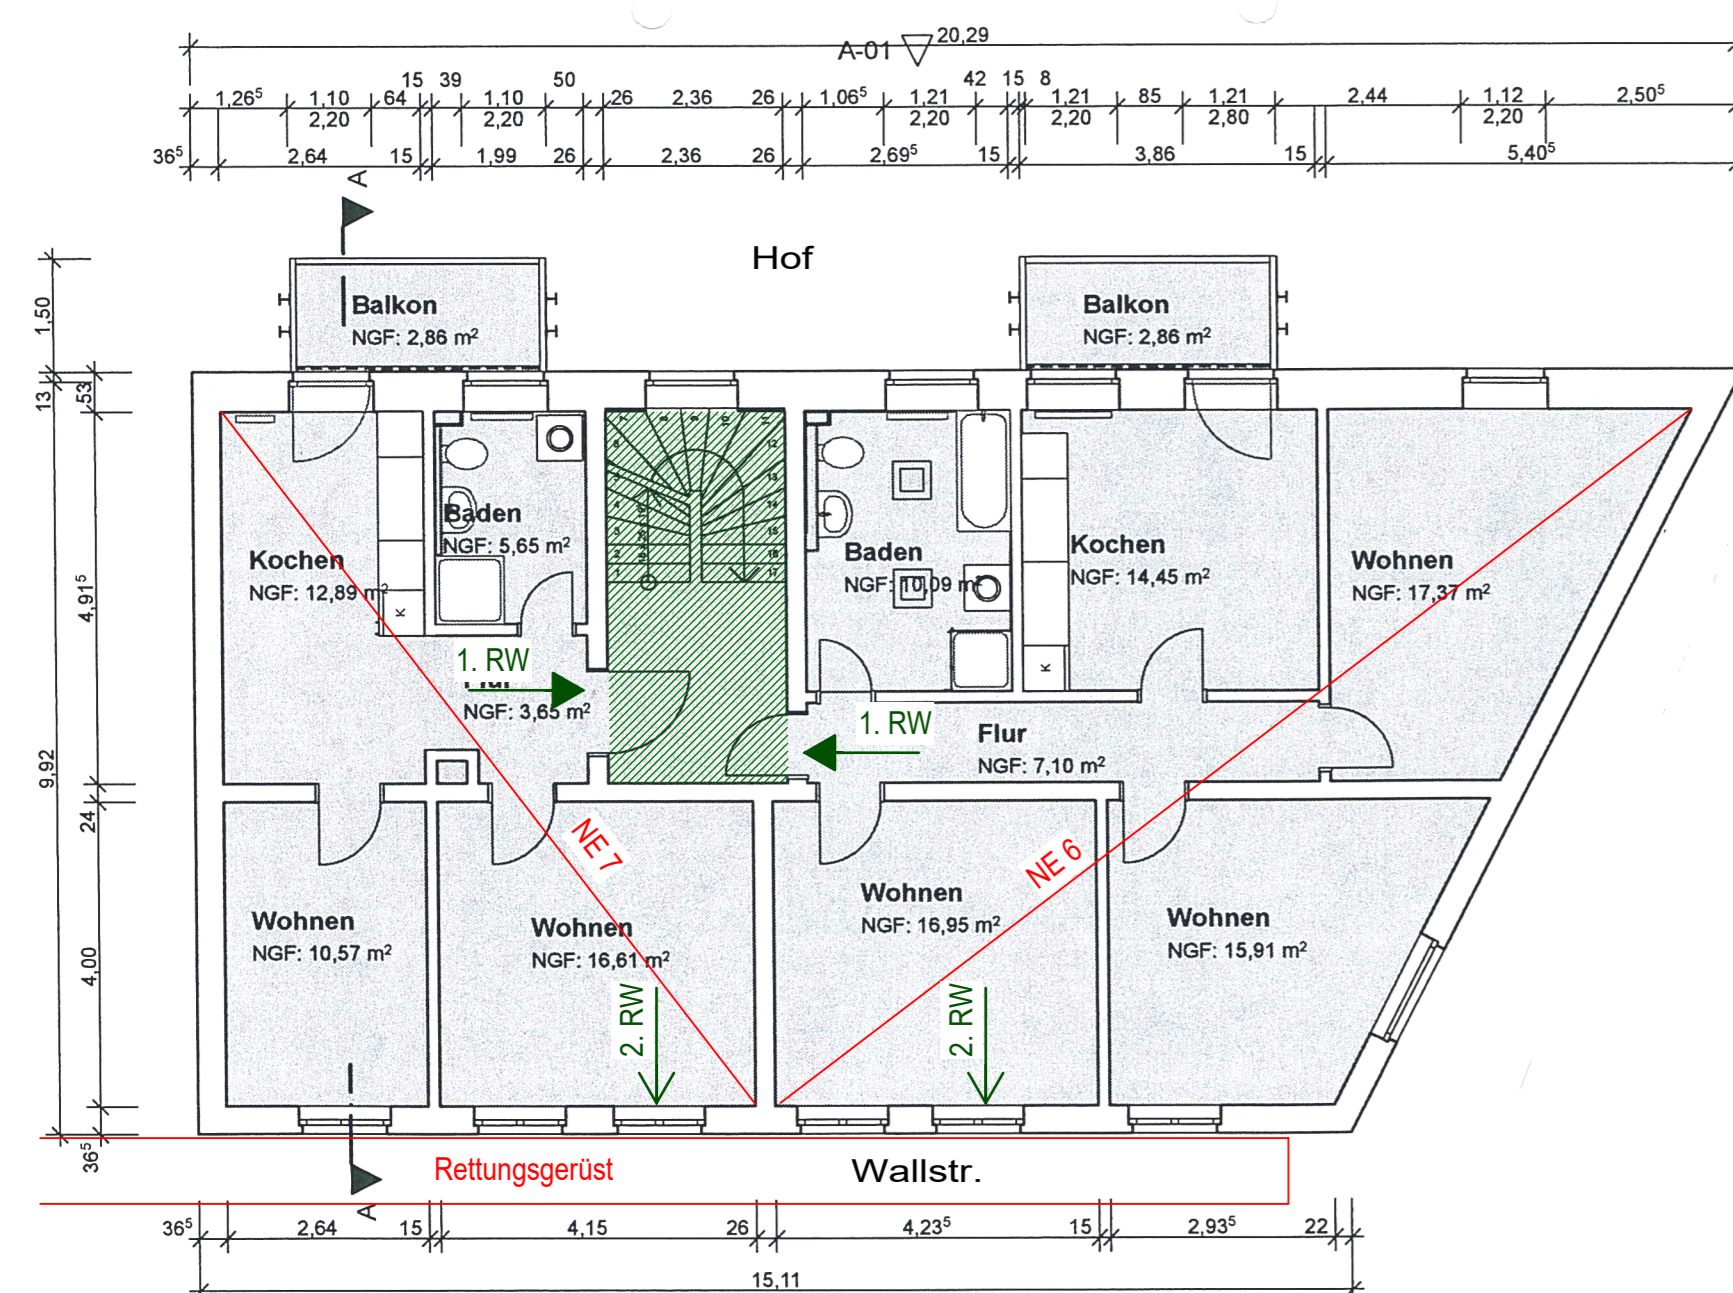 A-01 20,29
15 39 50 42 15 8
1,26⁵ 1,10 64 1,10 26 2,36 26 1,06⁵ 1,21 1,21 85 1,21 2,44 1,12 2,50⁵
2,20 2,20 2,20 2,20 2,80 2,20
36⁵ 2,64 15 1,99 26 2,36 26 2,69⁵ 15 3,86 15 5,40⁵
A
Hof
Balkon
NGF: 2,86 m²
Balkon
NGF: 2,86 m²
1,50
13
53
4,91⁵
9,92
24
4,00
36⁵
Kochen
NGF: 12,89 m²
K
Baden
NGF: 5,65 m²
1. RW
Flur
NGF: 3,65 m²
Baden
NGF: 10,09 m²
Kochen
NGF: 14,45 m²
K
Wohnen
NGF: 17,37 m²
1. RW
Flur
NGF: 7,10 m²
NE 7
NE 6
Wohnen
NGF: 10,57 m²
Wohnen
NGF: 16,61 m²
Wohnen
NGF: 16,95 m²
Wohnen
NGF: 15,91 m²
2. RW
2. RW
Rettungsgerüst
Wallstr.
A
36⁵ 2,64 15 4,15 26 4,23⁵ 15 2,93⁵ 22
15,11